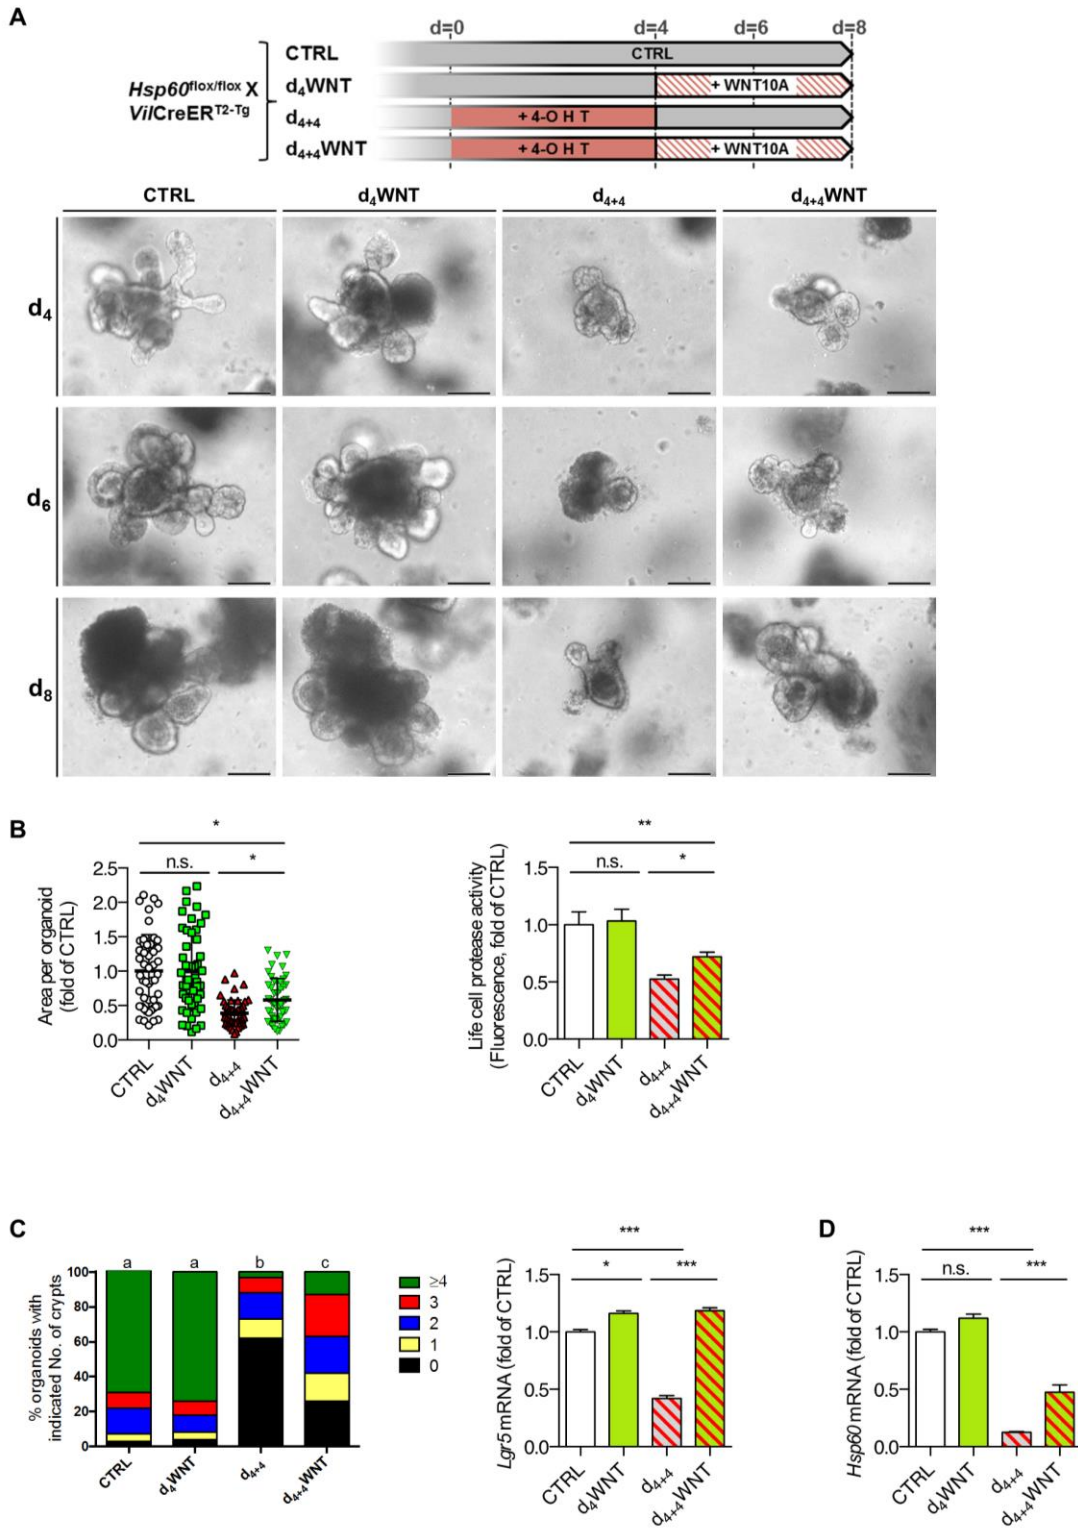 A
d=0 d=4 d=6 d=8
Hsp60flox/flox X
VilCreERT2-Tg
CTRL
CTRL
d4WNT
+ WNT10A
d4+4
+ 4-O H T
d4+4WNT
+ 4-O H T
+ WNT10A
CTRL d4WNT d4+4 d4+4WNT
d4
d6
d8
B
*
n.s.
*
Area per organoid
(fold of CTRL)
2.5
2.0
1.5
1.0
0.5
0.0
CTRL
d4WNT
d4+4
d4+4WNT
**
n.s.
*
Life cell protease activity
(Fluorescence, fold of CTRL)
1.5
1.0
0.5
0.0
CTRL
d4WNT
d4+4
d4+4WNT
C
a a b c
% organoids with
indicated No. of crypts
100
80
60
40
20
0
CTRL
d4WNT
d4+4
d4+4WNT
≥4
3
2
1
0
***
*
***
Lgr5 mRNA (fold of CTRL)
1.5
1.0
0.5
0.0
CTRL
d4WNT
d4+4
d4+4WNT
D
***
n.s.
***
Hsp60 mRNA (fold of CTRL)
1.5
1.0
0.5
0.0
CTRL
d4WNT
d4+4
d4+4WNT